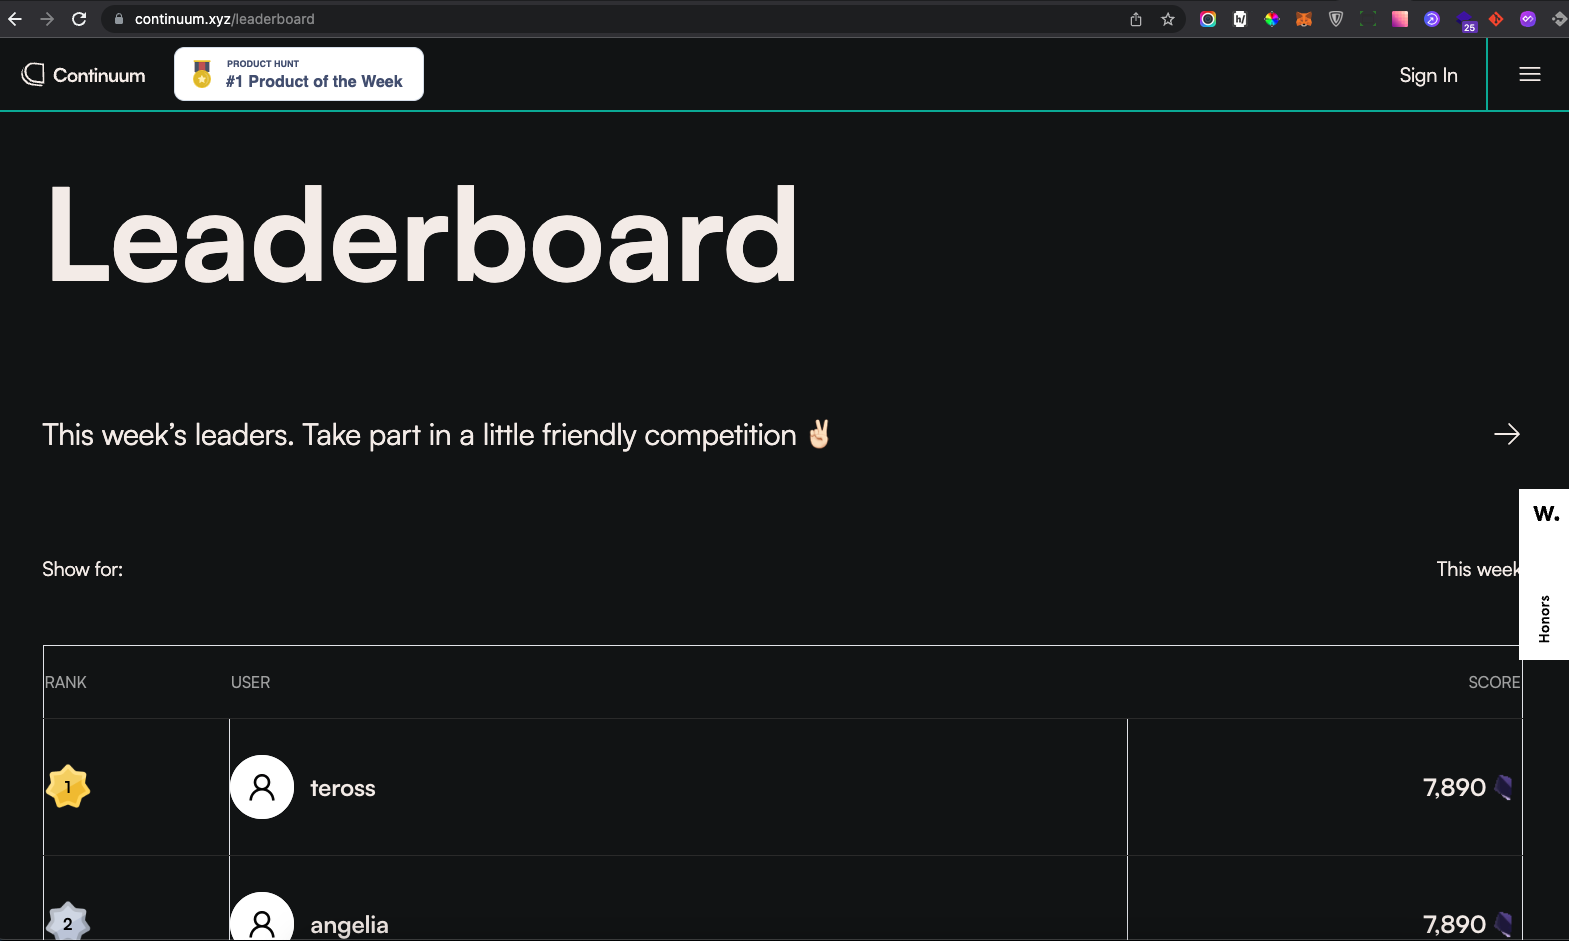 continuum.xyz/leaderboard
25
Continuum
PRODUCT HUNT
#1 Product of the Week
Sign In
Leaderboard
This week’s leaders. Take part in a little friendly competition ✌🏻
W.
Honors
Show for:
This week
RANK
USER
SCORE
1
teross
7,890
2
angelia
7,890